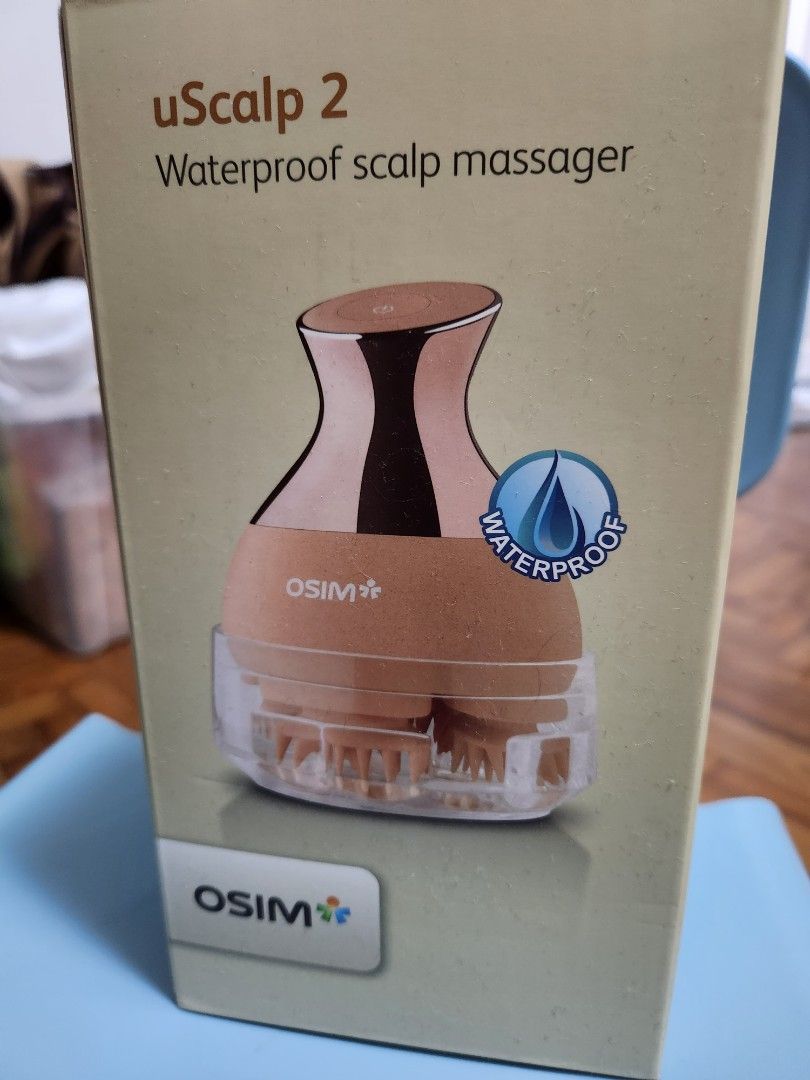 uScalp 2
Waterproof scalp massager
WATERPROOF
OSIM
OSIM